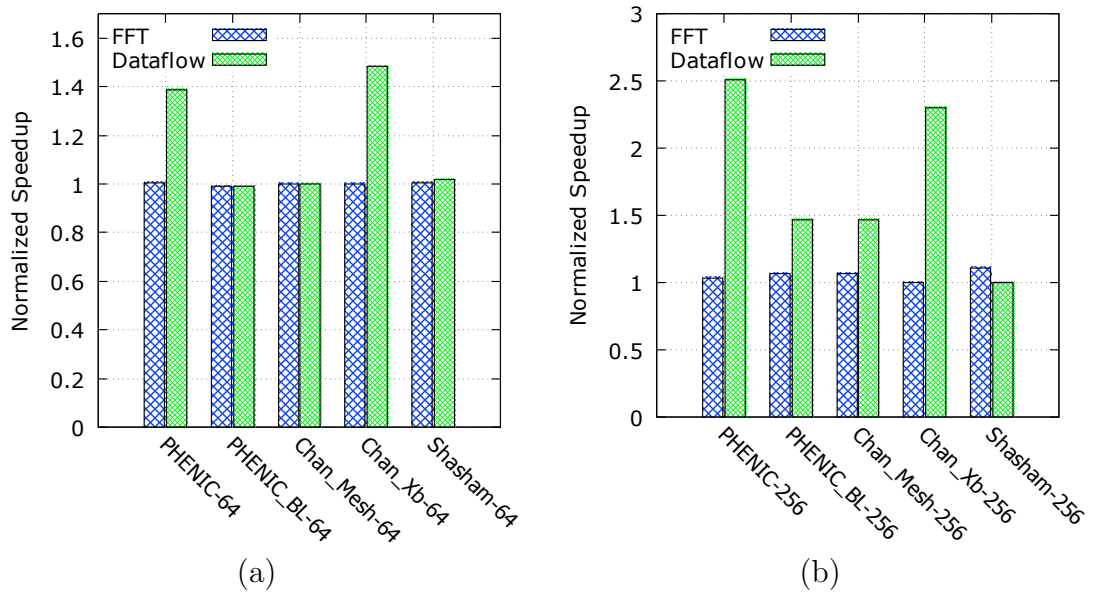 FFT
Dataflow
Normalized Speedup
1.6
1.4
1.2
1
0.8
0.6
0.4
0.2
0
PHENIC-64
PHENIC_BL-64
Chan_Mesh-64
Chan_Xb-64
Shasham-64
(a)
FFT
Dataflow
Normalized Speedup
3
2.5
2
1.5
1
0.5
0
PHENIC-256
PHENIC_BL-256
Chan_Mesh-256
Chan_Xb-256
Shasham-256
(b)